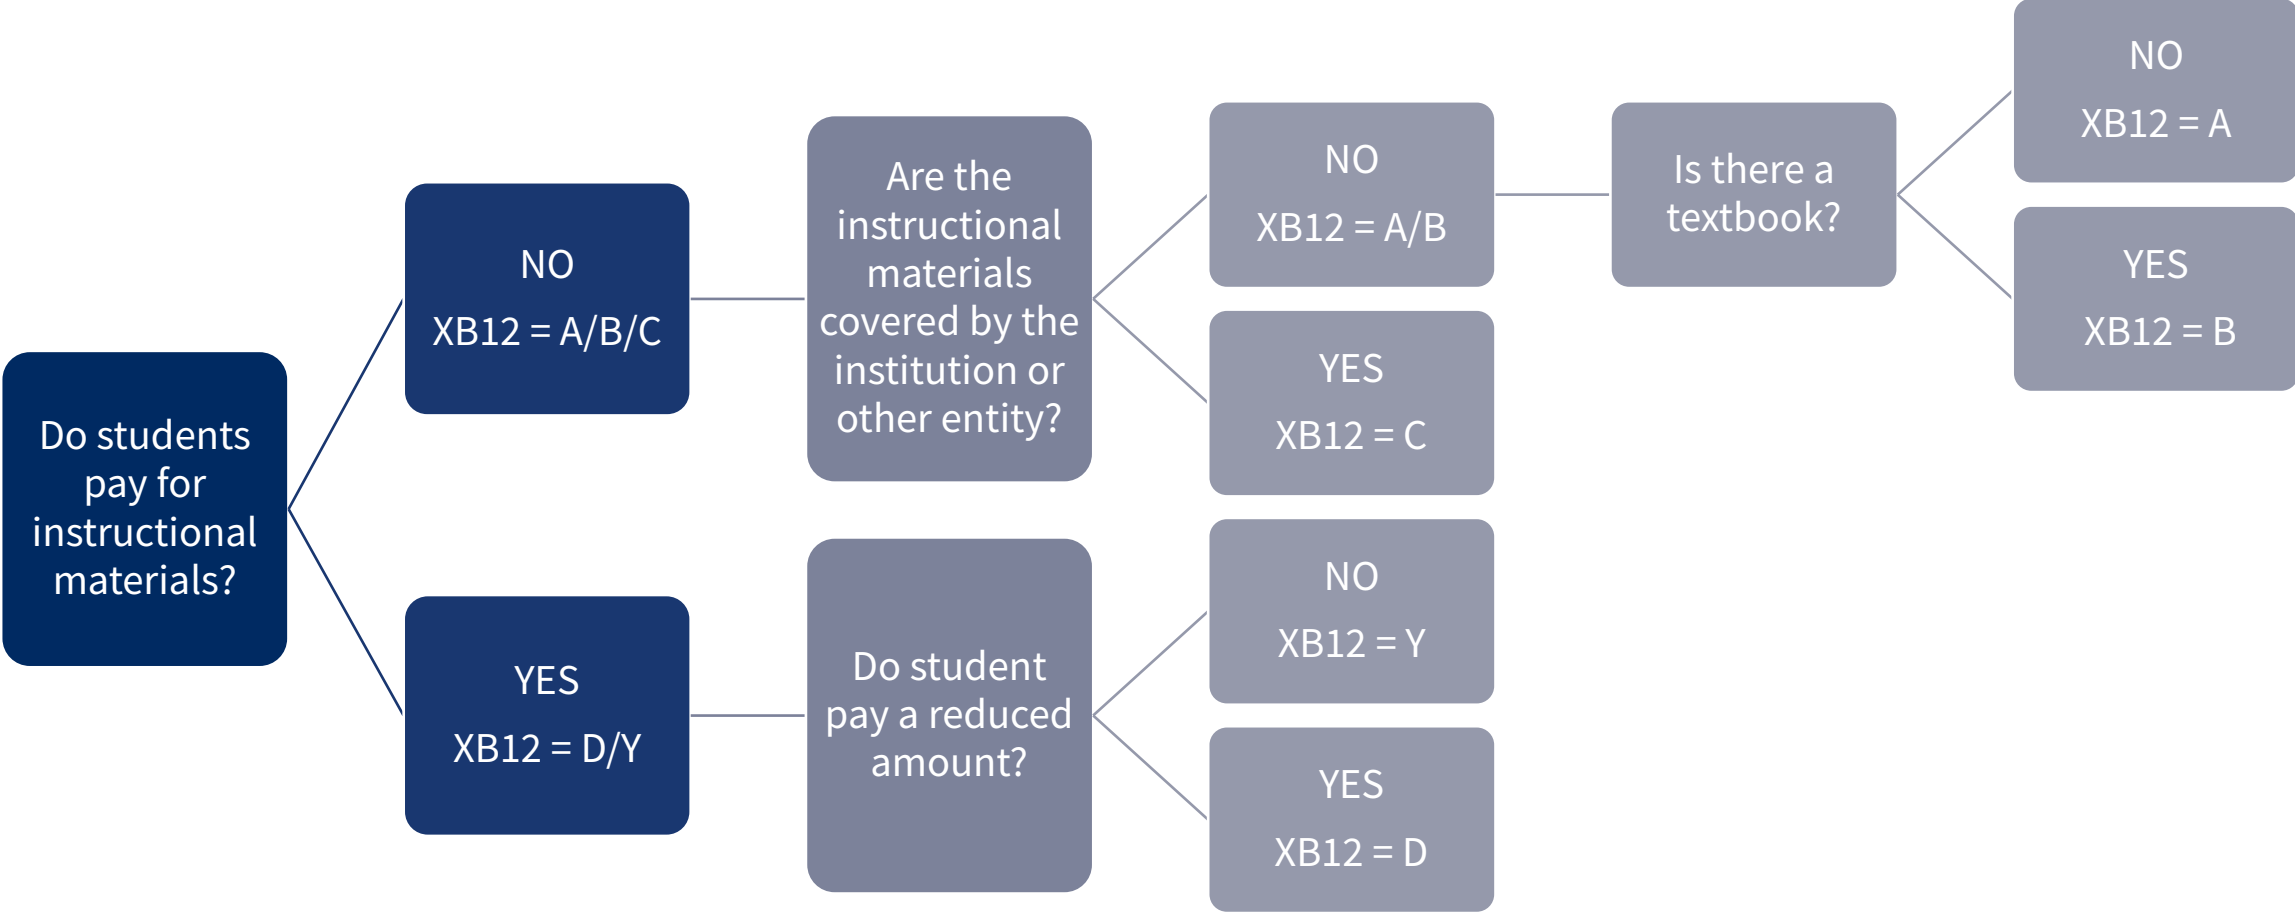 Do students
pay for
instructional
materials?
NO
XB12 = A/B/C
Are the
instructional
materials
covered by the
institution or
other entity?
NO
XB12 = A/B
Is there a
textbook?
NO
XB12 = A
YES
XB12 = B
YES
XB12 = C
YES
XB12 = D/Y
Do student
pay a reduced
amount?
NO
XB12 = Y
YES
XB12 = D